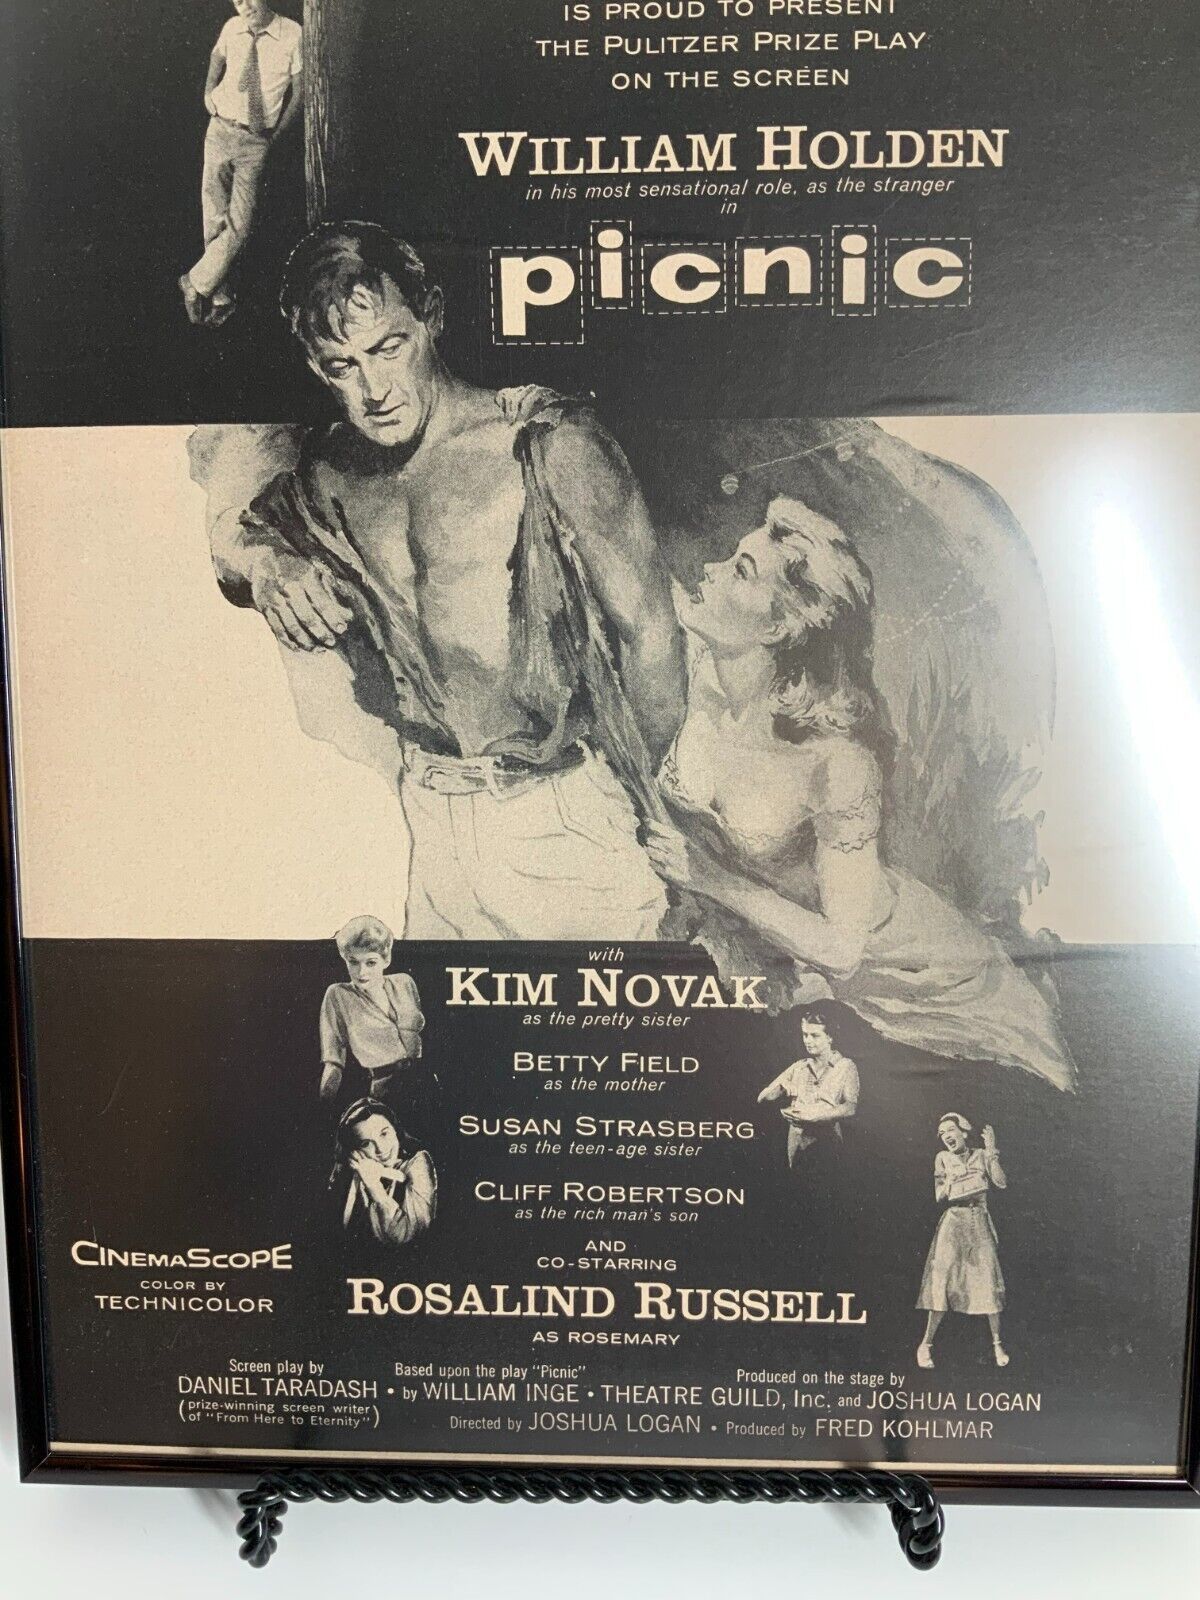 IS PROUD TO PRESENT
THE PULITZER PRIZE PLAY
ON THE SCREEN
WILLIAM HOLDEN
in his most sensational role, as the stranger
in
picnic
with
KIM NOVAK
as the pretty sister
BETTY FIELD
as the mother
SUSAN STRASBERG
as the teen-age sister
CLIFF ROBERTSON
as the rich man's son
AND
CO-STARRING
ROSALIND RUSSELL
AS ROSEMARY
CINEMASCOPE
COLOR BY
TECHNICOLOR
Screen play by
DANIEL TARADASH •
(prize-winning screen writer
of "From Here to Eternity")
Based upon the play "Picnic"
by WILLIAM INGE •
Produced on the stage by
THEATRE GUILD, Inc. and JOSHUA LOGAN
Directed by JOSHUA LOGAN • Produced by FRED KOHLMAR